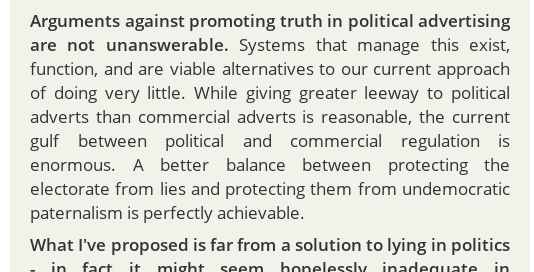 Arguments against promoting truth in political advertising
are not unanswerable. Systems that manage this exist,
function, and are viable alternatives to our current approach
of doing very little. While giving greater leeway to political
adverts than commercial adverts is reasonable, the current
gulf between political and commercial regulation is
enormous. A better balance between protecting the
electorate from lies and protecting them from undemocratic
paternalism is perfectly achievable.
What I've proposed is far from a solution to lying in politics
- in fact it might seem hopelessly inadequate in